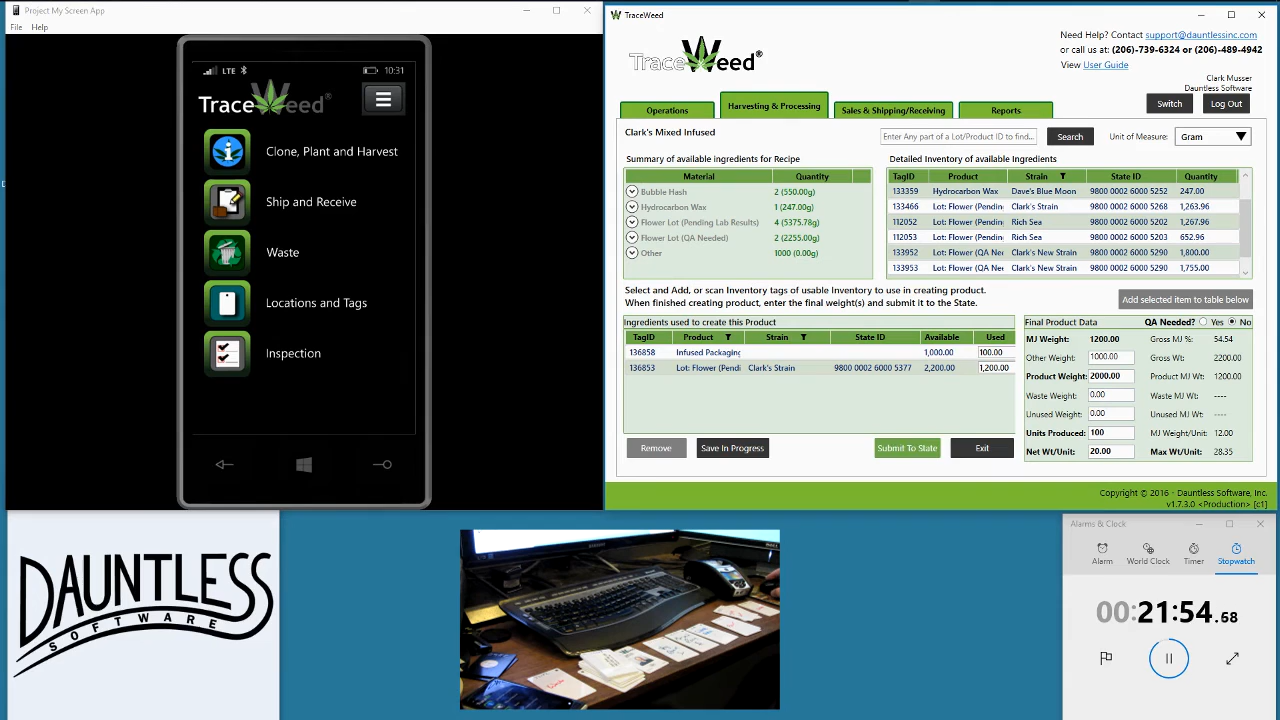 Project My Screen App
File Help
LTE 10:31
TraceWeed®
Clone, Plant and Harvest
Ship and Receive
Waste
Locations and Tags
Inspection
TraceWeed
TraceWeed®
Need Help? Contact support@dauntlessinc.com
or call us at: (206)-739-6324 or (206)-489-4942
View User Guide
Clark Musser
Dauntless Software
Switch Log Out
Operations Harvesting & Processing Sales & Shipping/Receiving Reports
Clark's Mixed Infused
Enter Any part of a Lot/Product ID to find... Search Unit of Measure: Gram
Summary of available ingredients for Recipe
Material Quantity
Bubble Hash 2 (550.00g)
Hydrocarbon Wax 1 (247.00g)
Flower Lot (Pending Lab Results) 4 (5375.78g)
Flower Lot (QA Needed) 2 (2255.00g)
Other 1000 (0.00g)
Detailed Inventory of available Ingredients
TagID Product Strain State ID Quantity
133359 Hydrocarbon Wax Dave's Blue Moon 9800 0002 6000 5252 247.00
133466 Lot: Flower (Pendin Clark's Strain 9800 0002 6000 5268 1,263.96
112052 Lot: Flower (Pendin Rich Sea 9800 0002 6000 5202 1,267.96
112053 Lot: Flower (Pendin Rich Sea 9800 0002 6000 5203 652.96
133952 Lot: Flower (QA Nee Clark's New Strain 9800 0002 6000 5290 1,800.00
133953 Lot: Flower (QA Nee Clark's New Strain 9800 0002 6000 5290 1,755.00
Select and Add, or scan Inventory tags of usable Inventory to use in creating product.
When finished creating product, enter the final weight(s) and submit it to the State.
Add selected item to table below
Ingredients used to create this Product
TagID Product Strain State ID Available Used
136858 Infused Packaging 1,000.00 100.00
136853 Lot: Flower (Pendi Clark's Strain 9800 0002 6000 5377 2,200.00 1,200.00
Remove Save In Progress Submit To State Exit
Final Product Data QA Needed? Yes No
MJ Weight: 1200.00 Gross MJ %: 54.54
Other Weight: 1000.00 Gross Wt: 2200.00
Product Weight: 2000.00 Product MJ Wt: 1200.00
Waste Weight: 0.00 Waste MJ Wt: ----
Unused Weight: 0.00 Unused MJ Wt: ----
Units Produced: 100 MJ Weight/Unit: 12.00
Net Wt/Unit: 20.00 Max Wt/Unit: 28.35
Copyright © 2016 - Dauntless Software, Inc.
v1.7.3.0 <Production> [c1]
DAUNTLESS
SOFTWARE
Alarms & Clock
Alarm World Clock Timer Stopwatch
00:21:54.68